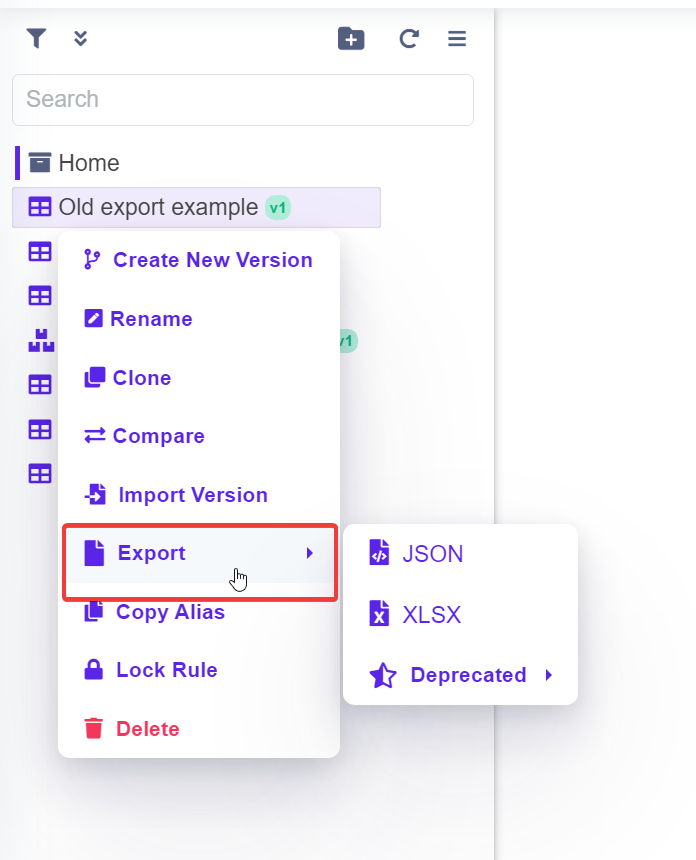 Search
Home
Old export example v1
Create New Version
Rename
v1
Clone
Compare
Import Version
Export
JSON
Copy Alias
XLSX
Lock Rule
Deprecated
Delete